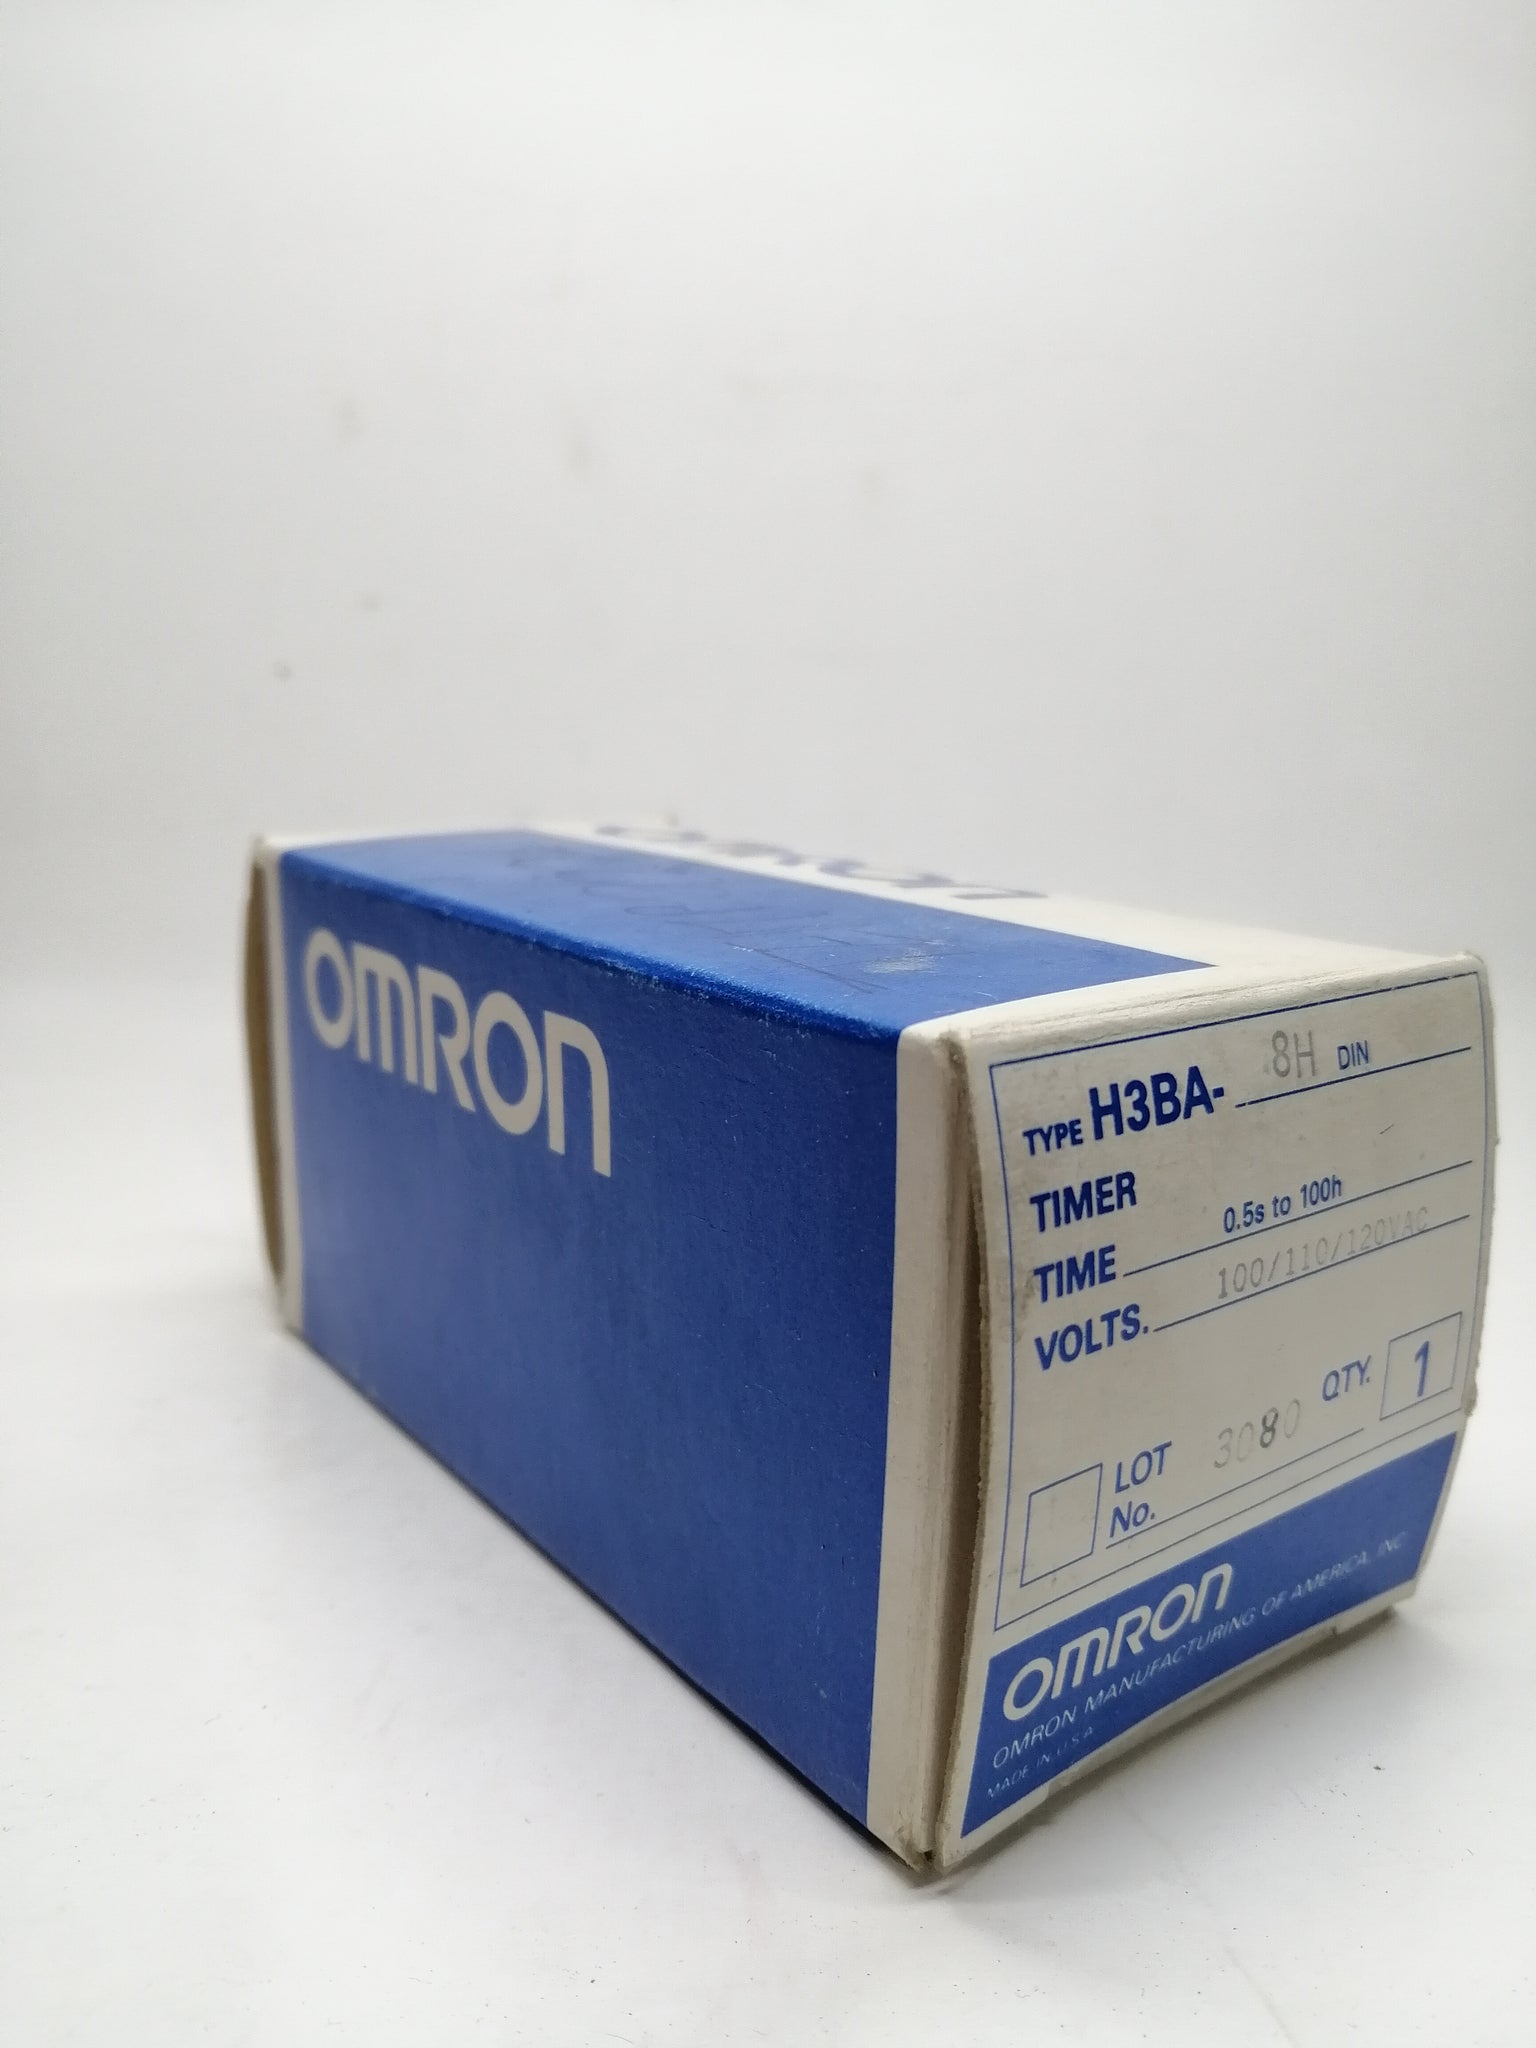 OMRON
OMRON
TYPE H3BA- 8H DIN
TIMER
TIME 0.5s to 100h
VOLTS. 100/110/120VAC
QTY. 1
LOT No. 3080
OMRON
OMRON MANUFACTURING OF AMERICA, INC
MADE IN U.S.A